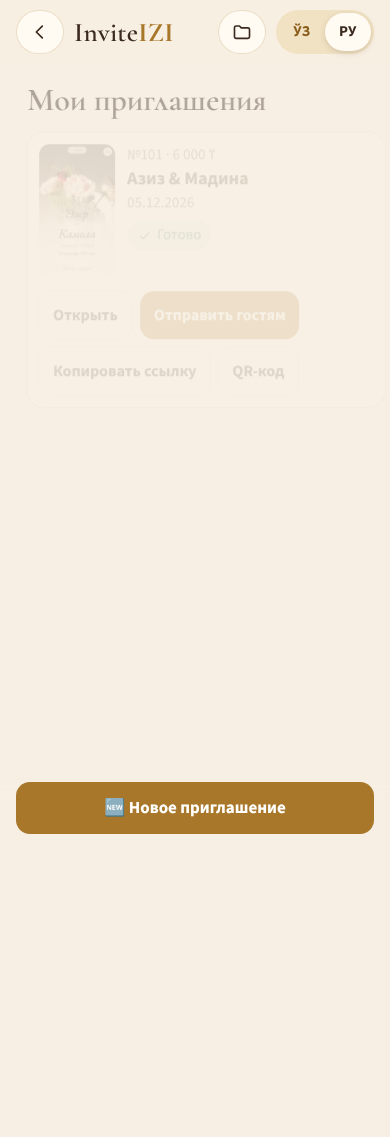 InviteIZI
ЎЗ
РУ
Мои приглашения
№101 · 6 000 T
Азиз & Мадина
05.12.2026
Готово
Камола
Открыть
Отправить гостям
Копировать ссылку
QR-код
🆕 Новое приглашение